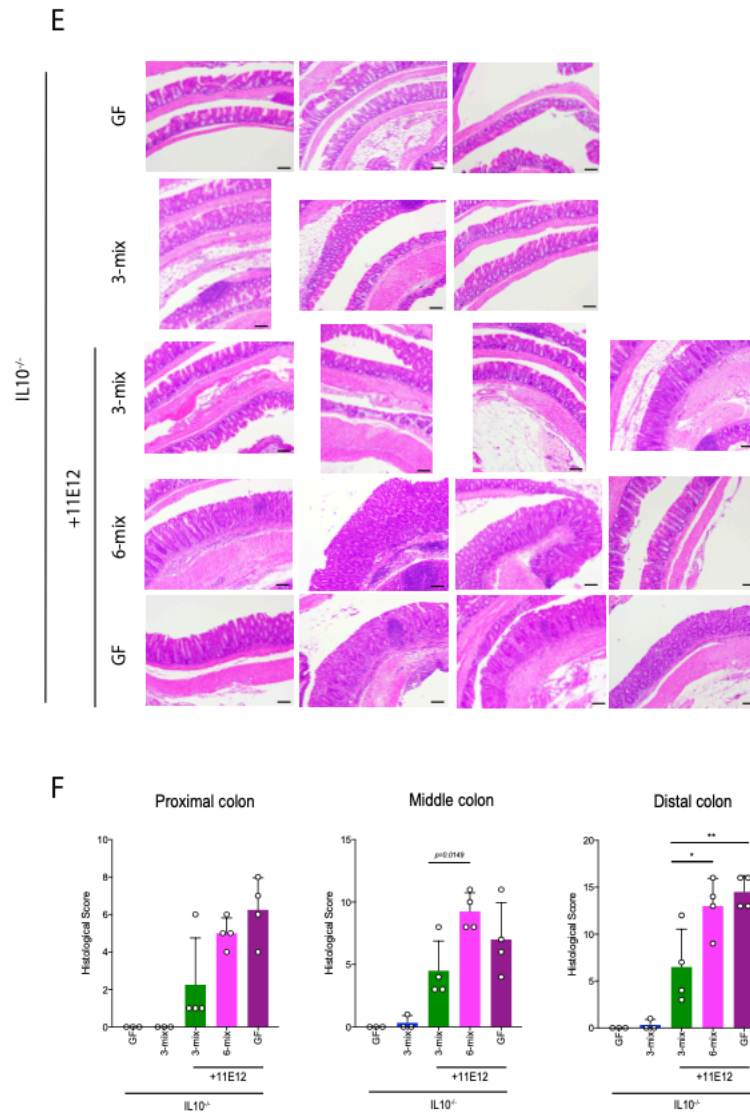 E
GF
3-mix
3-mix
6-mix
GF
+11E12
IL10-/-
F
Proximal colon
Histological Score
10
8
6
4
2
0
GF
3-mix
3-mix
6-mix
GF
+11E12
IL10-/-
Middle colon
Histological Score
15
10
5
0
p=0.0149
GF
3-mix
3-mix
6-mix
GF
+11E12
IL10-/-
Distal colon
Histological Score
20
15
10
5
0
**
*
GF
3-mix
3-mix
6-mix
GF
+11E12
IL10-/-